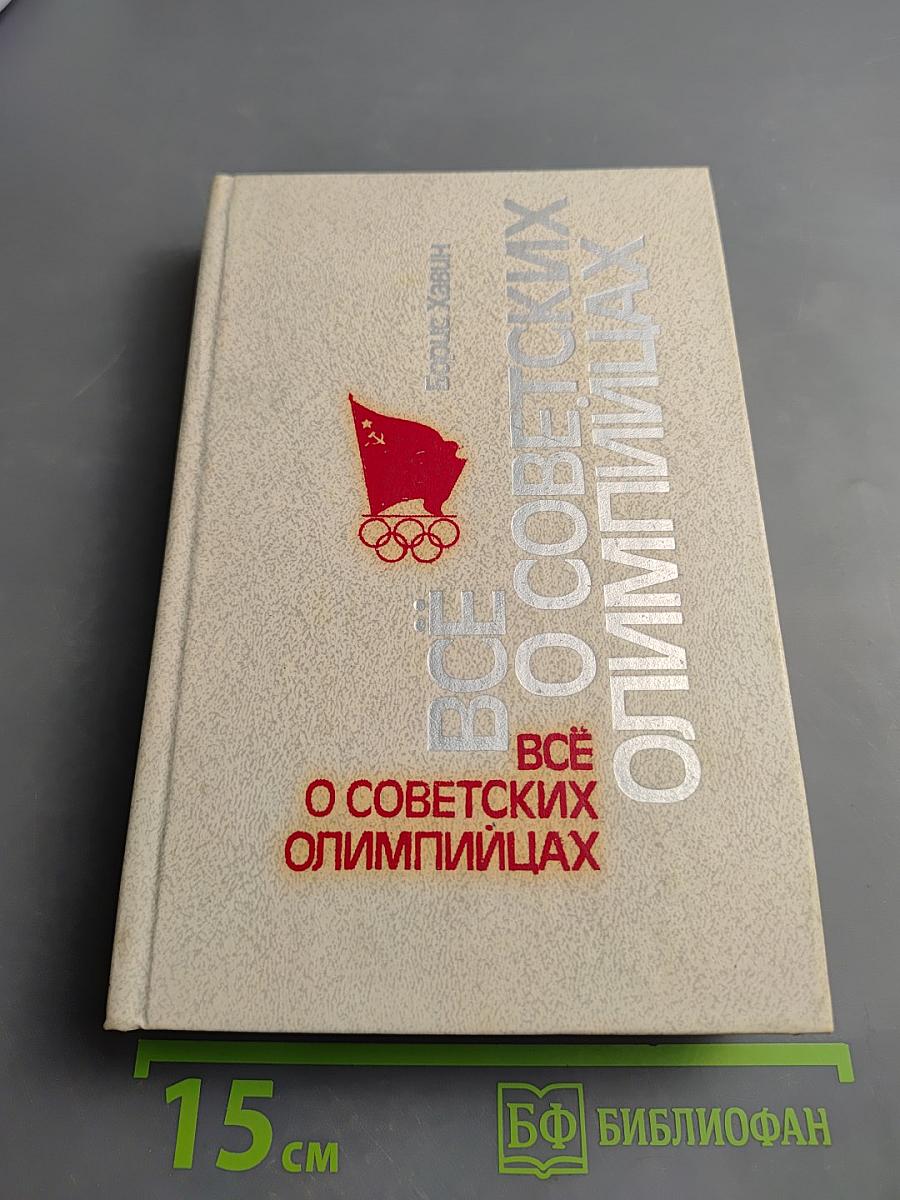 Борис Хавин
ВСЁ
О СОВЕТСКИХ
ОЛИМПИЙЦАХ
ВСЁ
О СОВЕТСКИХ
ОЛИМПИЙЦАХ
15 см
БФ БИБЛИОФАН